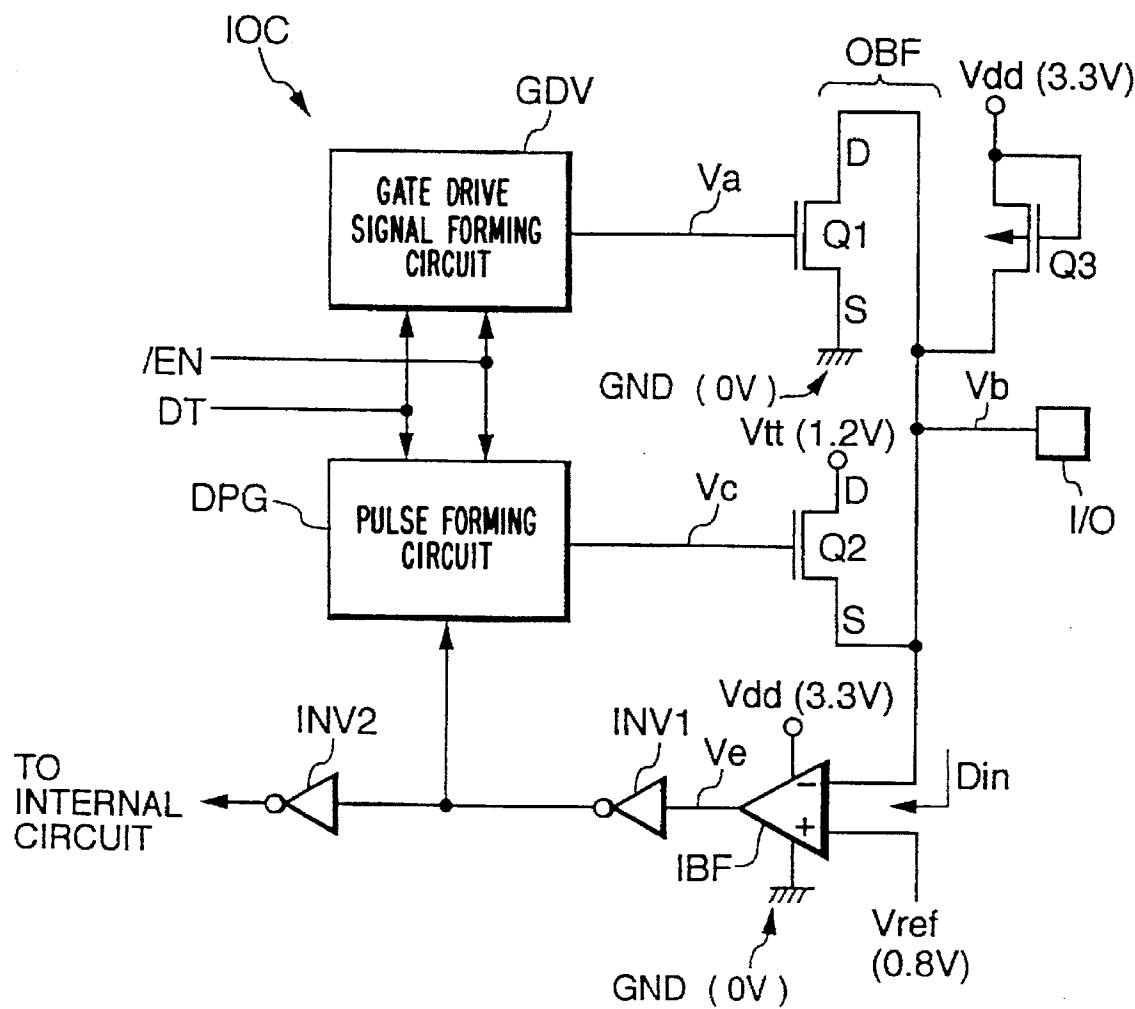 IOC
GDV
OBF
Vdd (3.3V)
GATE DRIVE
SIGNAL FORMING
CIRCUIT
Va
D
Q1
S
Q3
/EN
DT
GND ( 0V )
Vb
I/O
Vtt (1.2V)
DPG
PULSE FORMING
CIRCUIT
Vc
D
Q2
S
INV2
INV1
Ve
Vdd (3.3V)
Din
TO
INTERNAL
CIRCUIT
−
+
IBF
Vref
(0.8V)
GND ( 0V )